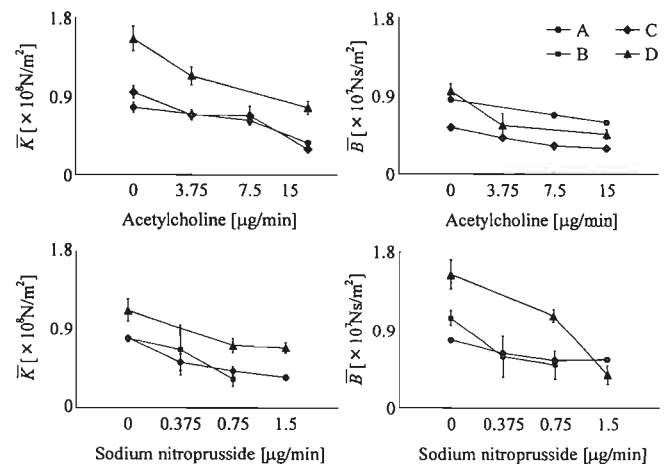 1.8
0.9
0
K̅ [ × 10⁸N/m²]
0 3.75 7.5 15
Acetylcholine [μg/min]
1.8
0.9
0
B̅ [ × 10⁷Ns/m²]
A C
B D
0 3.75 7.5 15
Acetylcholine [μg/min]
1.8
0.9
0
K̅ [ × 10⁸N/m²]
0 0.375 0.75 1.5
Sodium nitroprusside [μg/min]
1.8
0.9
0
B̅ [ × 10⁷Ns/m²]
0 0.375 0.75 1.5
Sodium nitroprusside [μg/min]